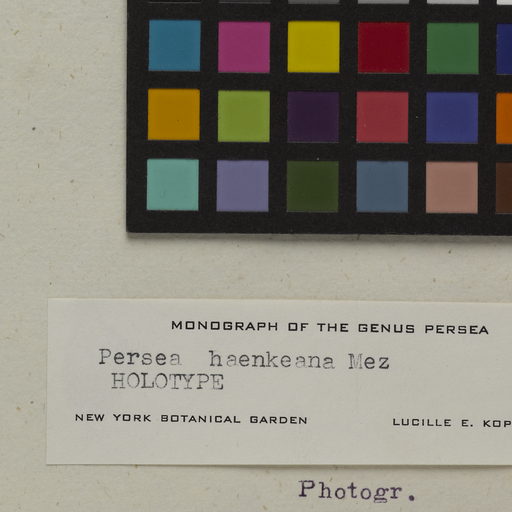 MONOGRAPH OF THE GENUS PERSEA
Persea haenkeana Mez
HOLOTYPE
NEW YORK BOTANICAL GARDEN LUCILLE E. KOP
Photogr.